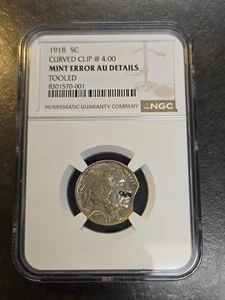 1918 5C
CURVED CLIP @ 4:00
MINT ERROR AU DETAILS
TOOLED
8301570-001
NUMISMATIC GUARANTY COMPANY
NGC